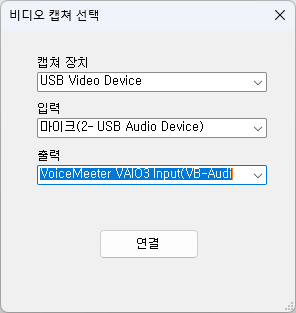 비디오 캡쳐 선택
캡쳐 장치
USB Video Device
입력
마이크(2- USB Audio Device)
출력
VoiceMeeter VAIO3 Input(VB-Audi
연결